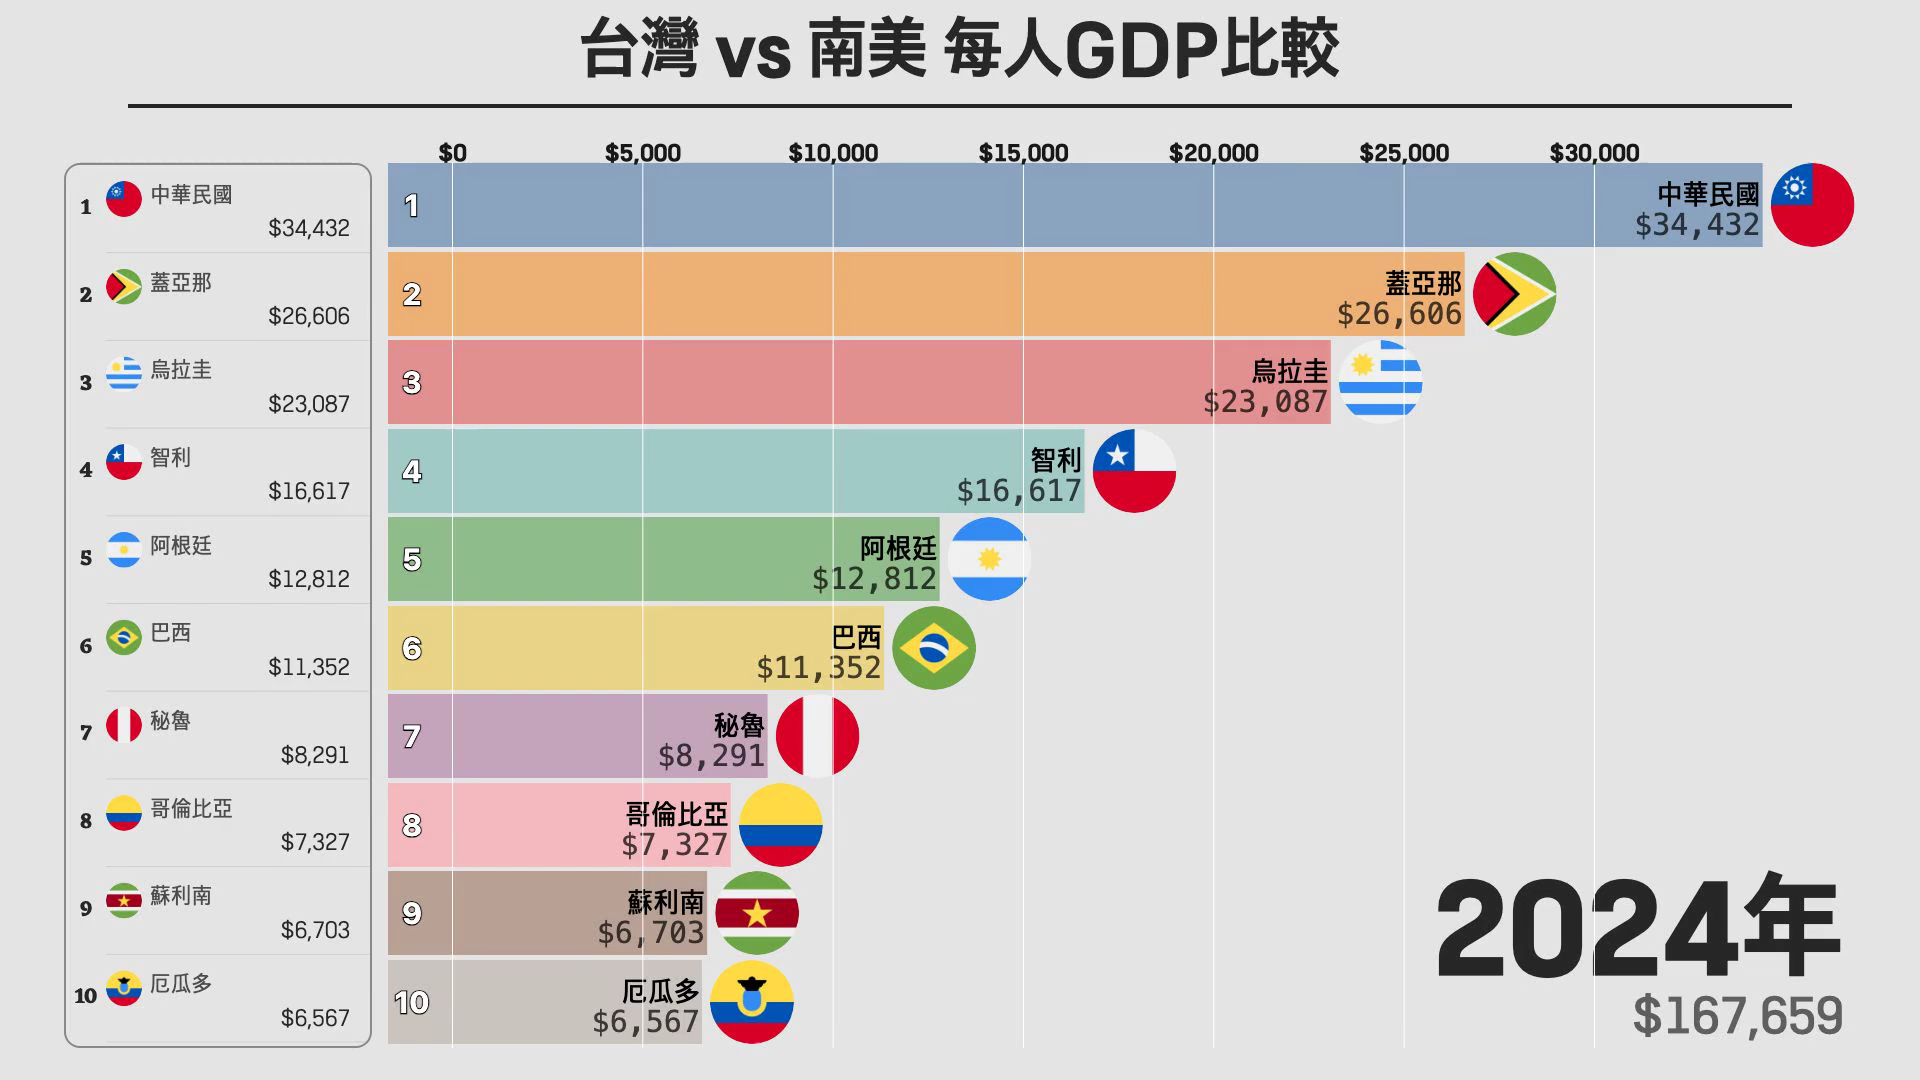 台灣 vs 南美 每人GDP比較
$0 $5,000 $10,000 $15,000 $20,000 $25,000 $30,000
1 中華民國
$34,432
2 蓋亞那
$26,606
3 烏拉圭
$23,087
4 智利
$16,617
5 阿根廷
$12,812
6 巴西
$11,352
7 秘魯
$8,291
8 哥倫比亞
$7,327
9 蘇利南
$6,703
10 厄瓜多
$6,567
1 中華民國
$34,432
2 蓋亞那
$26,606
3 烏拉圭
$23,087
4 智利
$16,617
5 阿根廷
$12,812
6 巴西
$11,352
7 秘魯
$8,291
8 哥倫比亞
$7,327
9 蘇利南
$6,703
10 厄瓜多
$6,567
2024年
$167,659